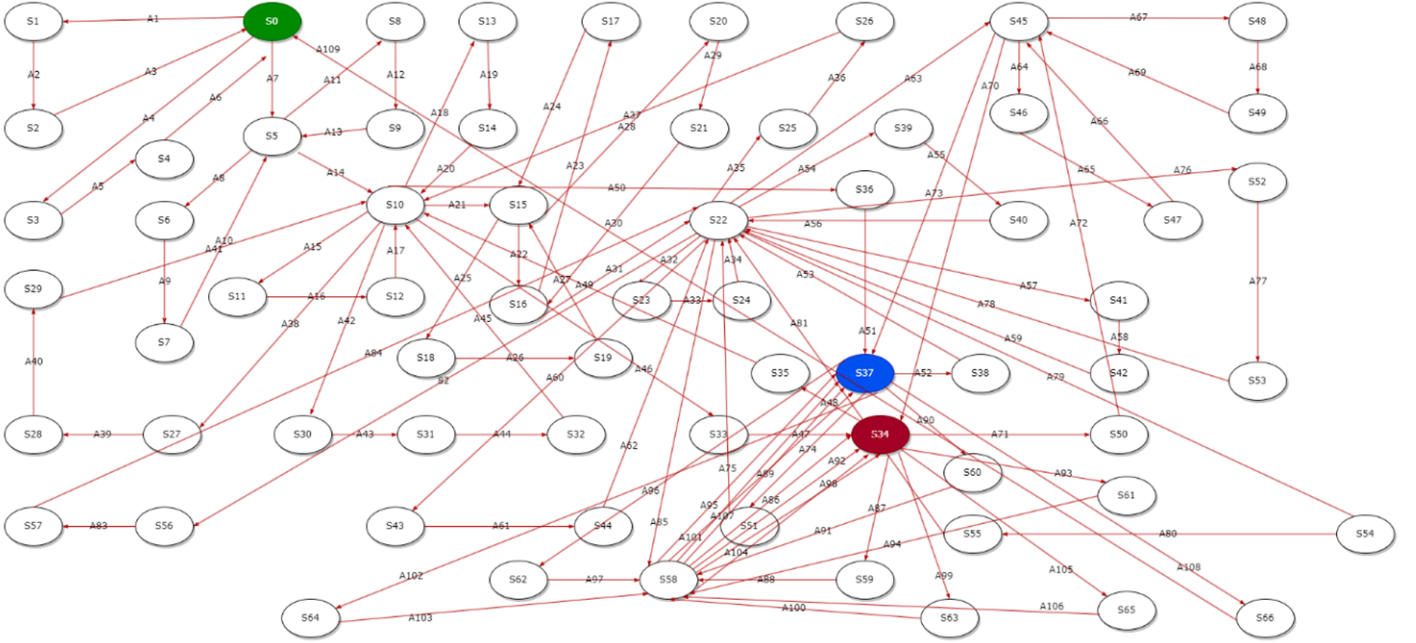 S1 A1 S0 S8 S13 S17 S20 S26 S45 A67 S48
A109
A2 A3 A7 A11 A12 A19 A29 A36 A63 A70 A64 A69 A68
A6 A24
A4 A18 A37 A28 A66
S2 S5 A13 S9 S14 S21 S25 S39 S46 S49
S4 A14 A20 A23 A35 A54 A55 A65 A76
A5 A8 A50 S36 A73 S52
S3 S6 S10 A21 S15 A30 S22 A56 S40 A72 S47
A41 A10 A15 A17 A22 A32 A34
S29 A9 A25 A27 A49 A31 A53 A57 A77
S11 A16 S12 S16 S23 A33 S24 S41 A78
A38 A42 A45 A81 A51 A59 A58
S7 A84 S18 A26 S19
A40 82 A60 A46 S35 S37 A52 S38 A79 S42 S53
A48 A90
S28 A39 S27 S30 A43 S31 A44 S32 S33 A47 S34 A71 S50
A62 A74
A75 A89 A92 S60 A93
A96 A98 S61
A95 A86 A87
S57 A83 S56 S43 A61 S44 A85 A107 S51 A91 S55 A80 S54
A101 A104 A94
A102 S62 A97 S58 A88 S59 A99 A105 A108
S64 A103 A100 S63 A106 S65 S66